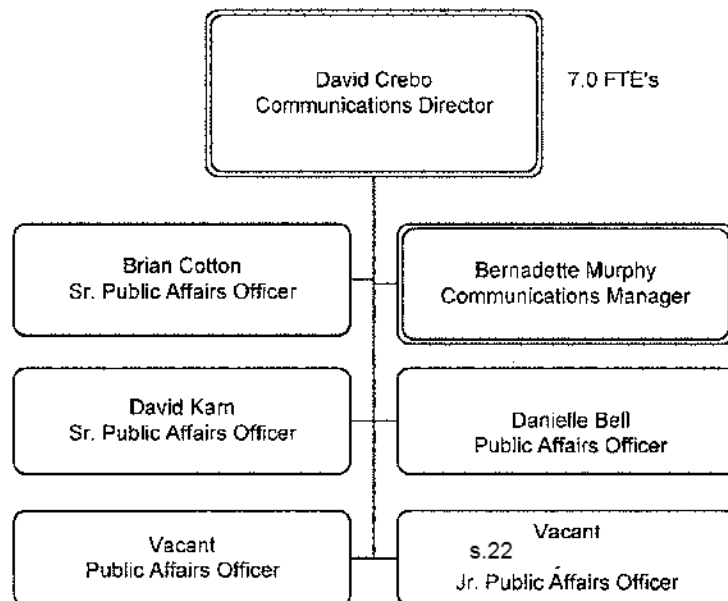 David Crebo
Communications Director
7.0 FTE's
Brian Cotton
Sr. Public Affairs Officer
Bernadette Murphy
Communications Manager
David Karn
Sr. Public Affairs Officer
Danielle Bell
Public Affairs Officer
Vacant
Public Affairs Officer
Vacant
s.22
Jr. Public Affairs Officer